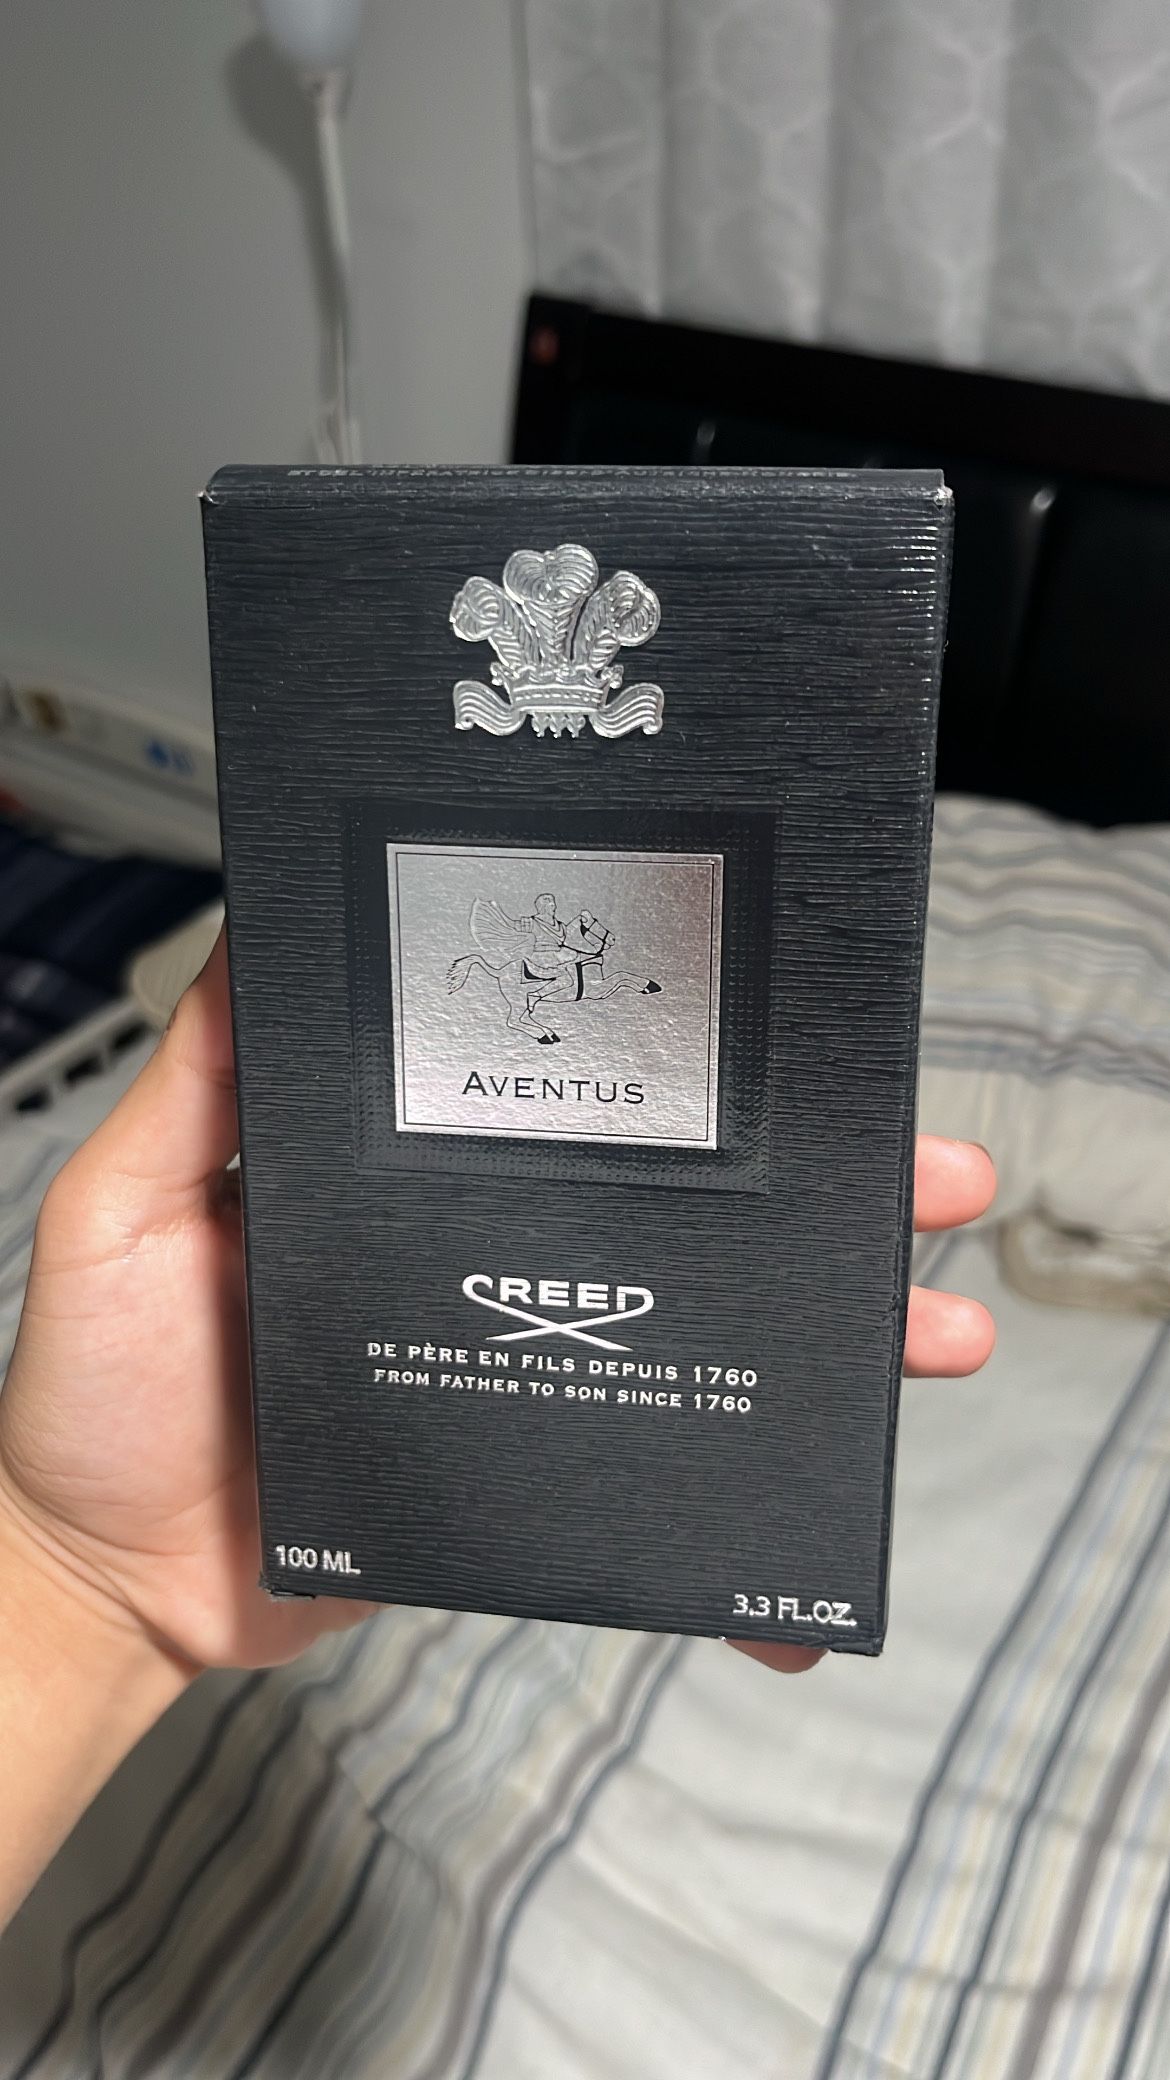 AVENTUS
CREED
DE PÈRE EN FILS DEPUIS 1760
FROM FATHER TO SON SINCE 1760
100 ML
3.3 FL.OZ.